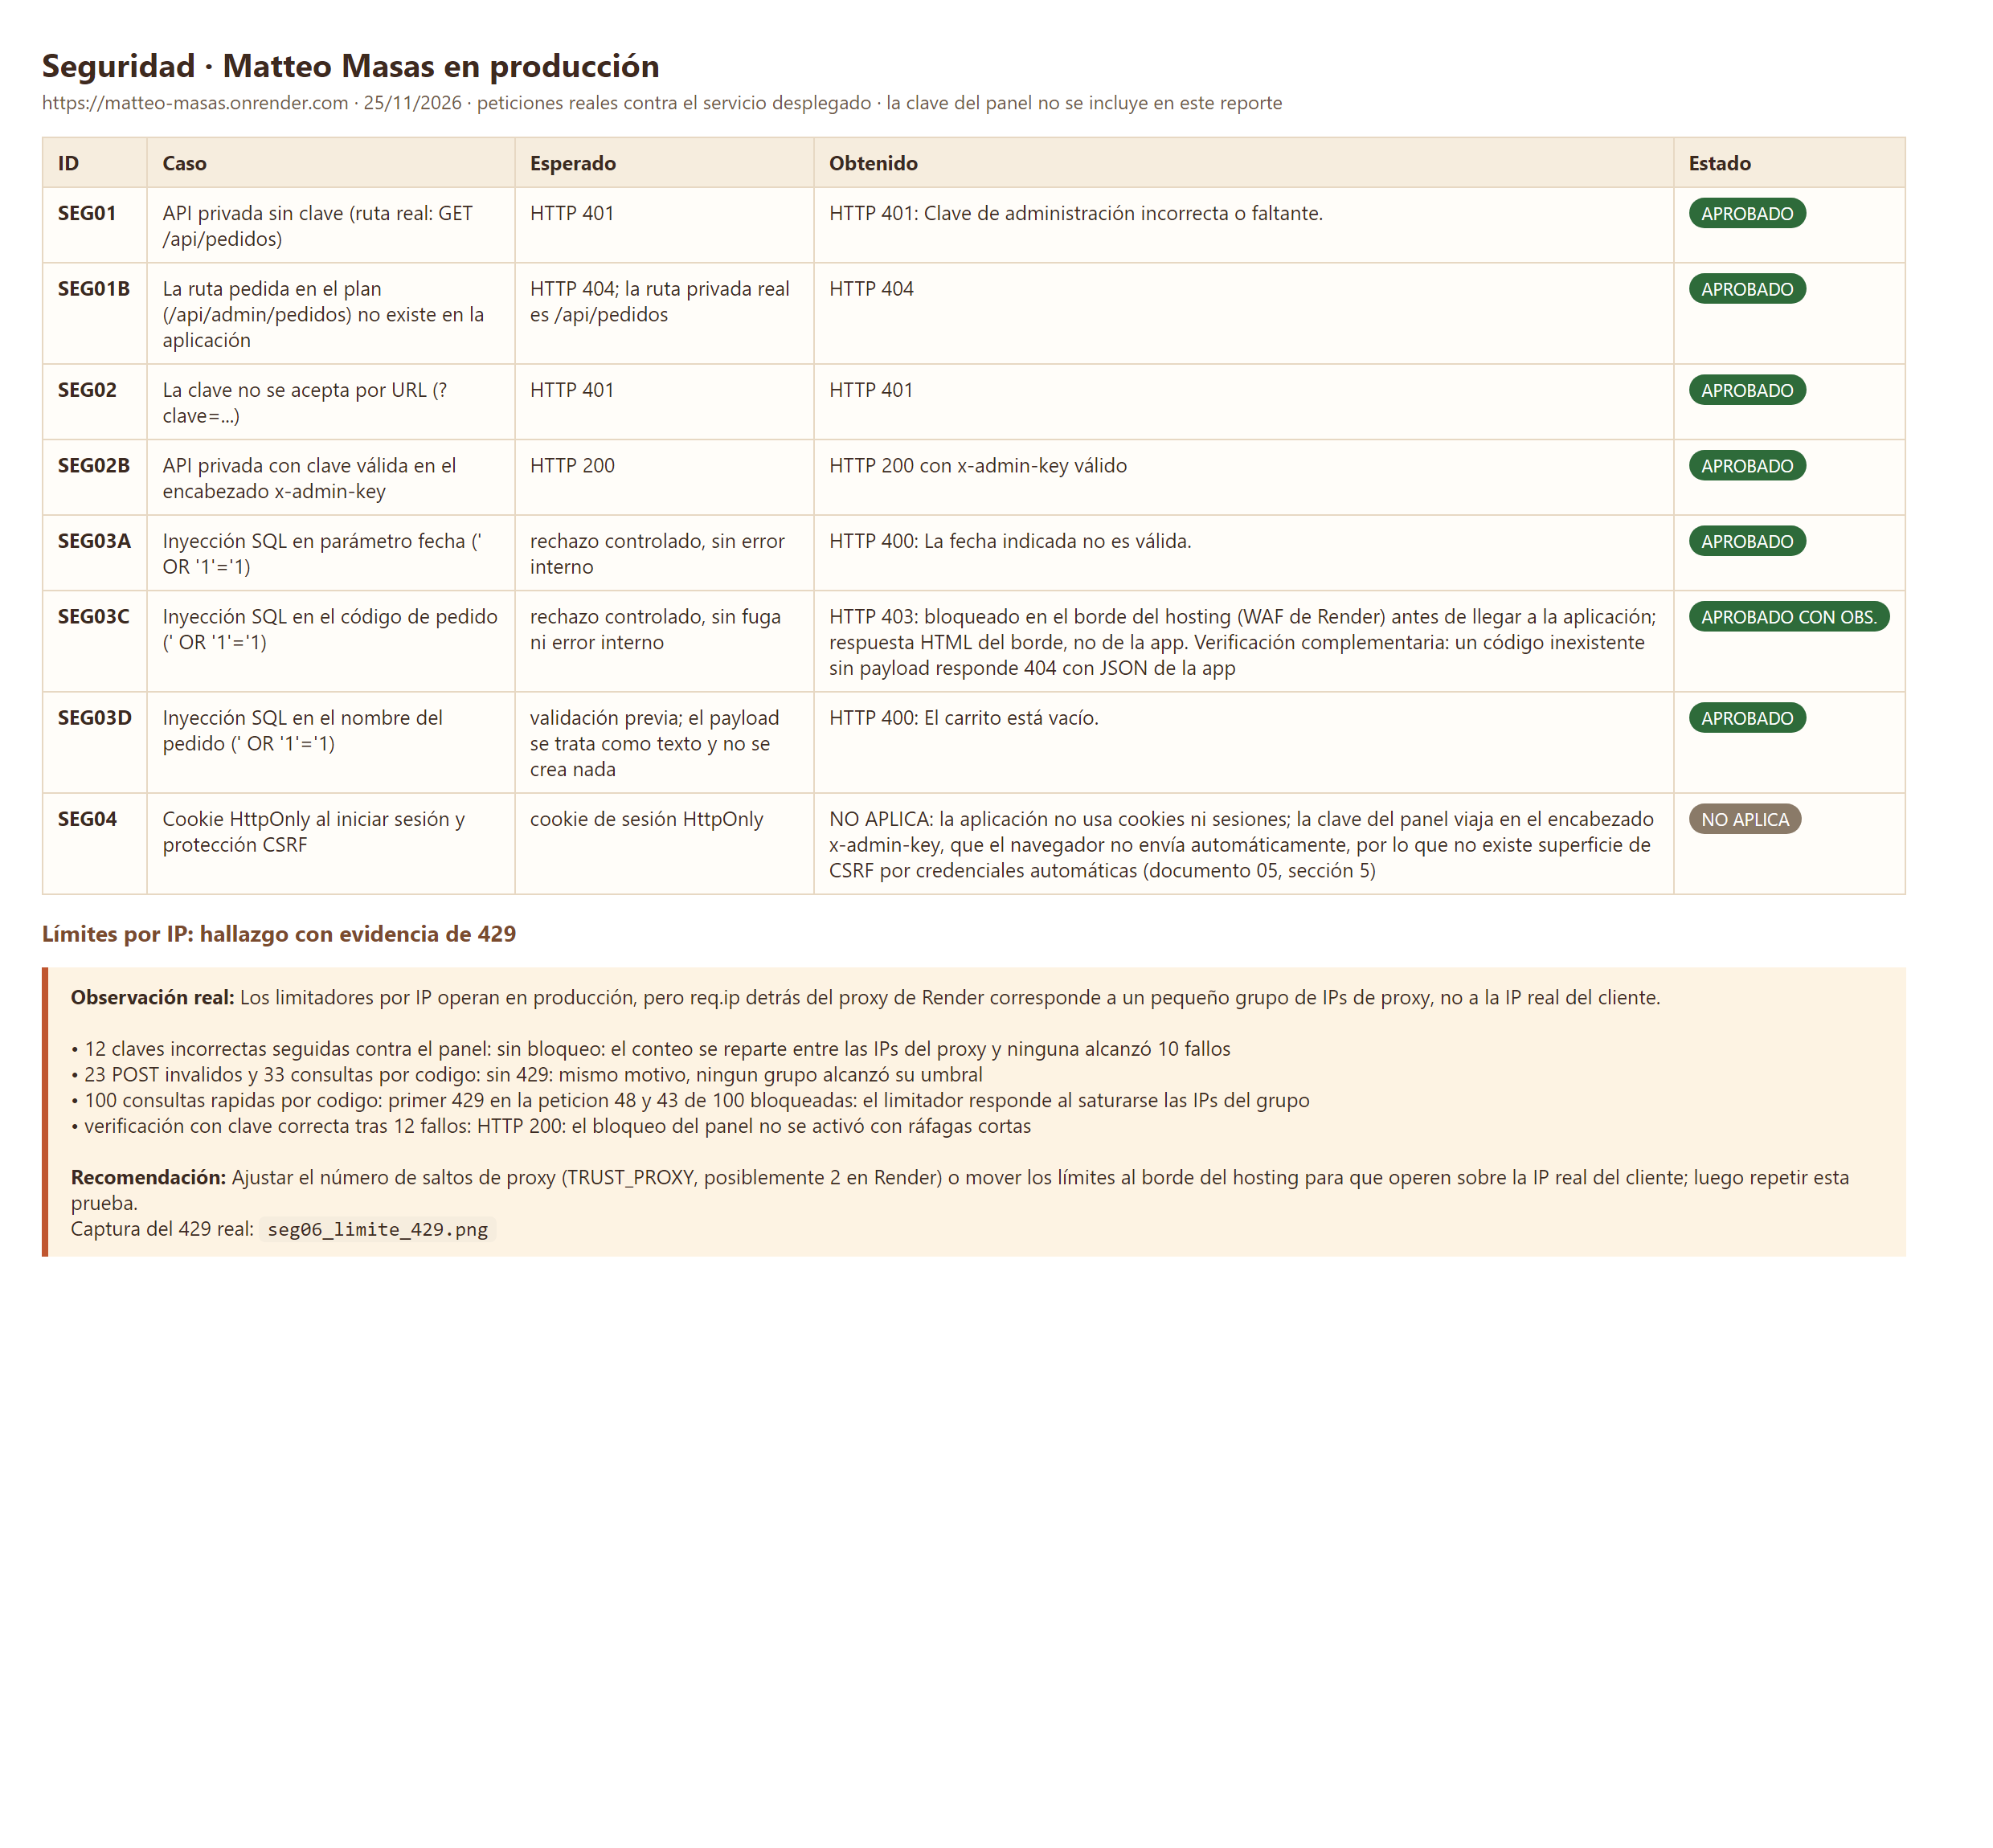 Seguridad · Matteo Masas en producción
https://matteo-masas.onrender.com · 25/11/2026 · peticiones reales contra el servicio desplegado · la clave del panel no se incluye en este reporte
ID Caso Esperado Obtenido Estado
SEG01 API privada sin clave (ruta real: GET HTTP 401 HTTP 401: Clave de administración incorrecta o faltante. APROBADO
/api/pedidos)
SEG01B La ruta pedida en el plan HTTP 404; la ruta privada real HTTP 404 APROBADO
(/api/admin/pedidos) no existe en la es /api/pedidos
aplicación
SEG02 La clave no se acepta por URL (? HTTP 401 HTTP 401 APROBADO
clave=...)
SEG02B API privada con clave válida en el HTTP 200 HTTP 200 con x-admin-key válido APROBADO
encabezado x-admin-key
SEG03A Inyección SQL en parámetro fecha (' rechazo controlado, sin error HTTP 400: La fecha indicada no es válida. APROBADO
OR '1'='1) interno
SEG03C Inyección SQL en el código de pedido rechazo controlado, sin fuga HTTP 403: bloqueado en el borde del hosting (WAF de Render) antes de llegar a la aplicación; APROBADO CON OBS.
(' OR '1'='1) ni error interno respuesta HTML del borde, no de la app. Verificación complementaria: un código inexistente
sin payload responde 404 con JSON de la app
SEG03D Inyección SQL en el nombre del validación previa; el payload HTTP 400: El carrito está vacío. APROBADO
pedido (' OR '1'='1) se trata como texto y no se
crea nada
SEG04 Cookie HttpOnly al iniciar sesión y cookie de sesión HttpOnly NO APLICA: la aplicación no usa cookies ni sesiones; la clave del panel viaja en el encabezado NO APLICA
protección CSRF x-admin-key, que el navegador no envía automáticamente, por lo que no existe superficie de
CSRF por credenciales automáticas (documento 05, sección 5)
Límites por IP: hallazgo con evidencia de 429
Observación real: Los limitadores por IP operan en producción, pero req.ip detrás del proxy de Render corresponde a un pequeño grupo de IPs de proxy, no a la IP real del cliente.
• 12 claves incorrectas seguidas contra el panel: sin bloqueo: el conteo se reparte entre las IPs del proxy y ninguna alcanzó 10 fallos
• 23 POST invalidos y 33 consultas por codigo: sin 429: mismo motivo, ningun grupo alcanzó su umbral
• 100 consultas rapidas por codigo: primer 429 en la peticion 48 y 43 de 100 bloqueadas: el limitador responde al saturarse las IPs del grupo
• verificación con clave correcta tras 12 fallos: HTTP 200: el bloqueo del panel no se activó con ráfagas cortas
Recomendación: Ajustar el número de saltos de proxy (TRUST_PROXY, posiblemente 2 en Render) o mover los límites al borde del hosting para que operen sobre la IP real del cliente; luego repetir esta
prueba.
Captura del 429 real: seg06_limite_429.png